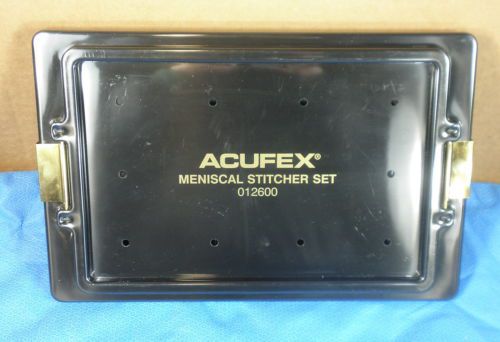 ACUFEX®
MENISCAL STITCHER SET
012600